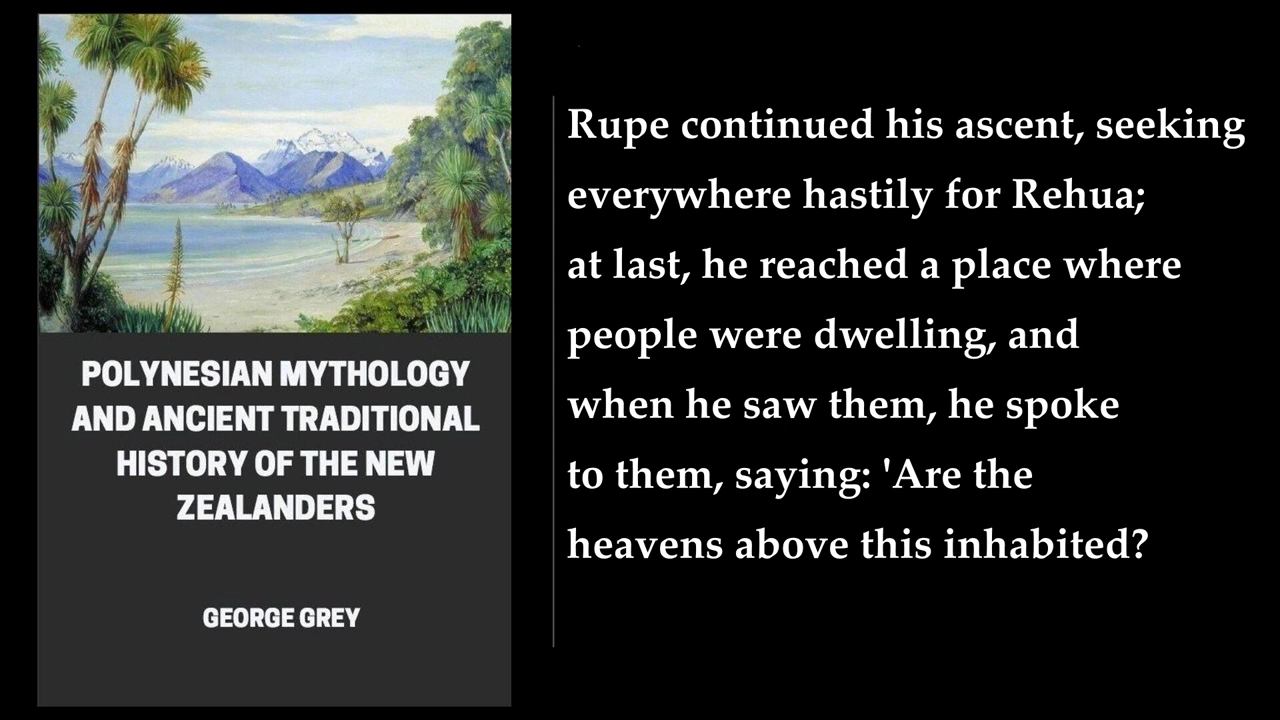 POLYNESIAN MYTHOLOGY
AND ANCIENT TRADITIONAL
HISTORY OF THE NEW
ZEALANDERS
GEORGE GREY
Rupe continued his ascent, seeking
everywhere hastily for Rehua;
at last, he reached a place where
people were dwelling, and
when he saw them, he spoke
to them, saying: 'Are the
heavens above this inhabited?